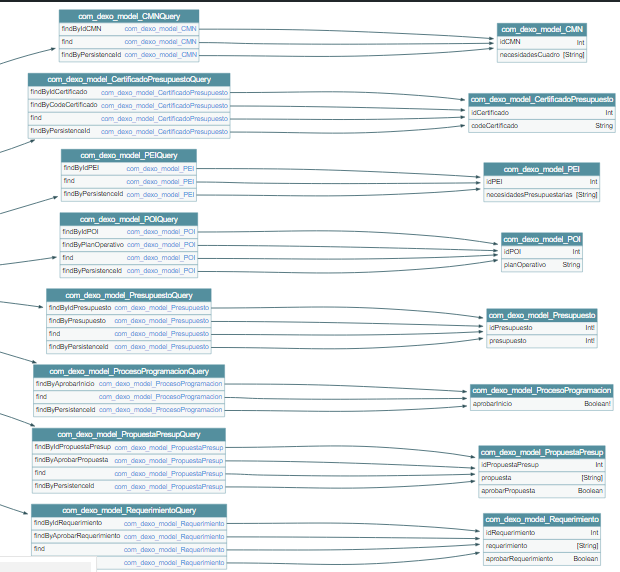 com_dexo_model_CMNQuery
findByIdCMN com_dexo_model_CMN
find com_dexo_model_CMN
findByPersistenceId com_dexo_model_CMN
com_dexo_model_CMN
idCMN Int
necesidadesCuadro [String]
com_dexo_model_CertificadoPresupuestoQuery
findByIdCertificado com_dexo_model_CertificadoPresupuesto
findByCodeCertificado com_dexo_model_CertificadoPresupuesto
find com_dexo_model_CertificadoPresupuesto
findByPersistenceId com_dexo_model_CertificadoPresupuesto
com_dexo_model_CertificadoPresupuesto
idCertificado Int
codeCertificado String
com_dexo_model_PEIQuery
findByIdPEI com_dexo_model_PEI
find com_dexo_model_PEI
findByPersistenceId com_dexo_model_PEI
com_dexo_model_PEI
idPEI Int
necesidadesPresupuestarias [String]
com_dexo_model_POIQuery
findByIdPOI com_dexo_model_POI
findByPlanOperativo com_dexo_model_POI
find com_dexo_model_POI
findByPersistenceId com_dexo_model_POI
com_dexo_model_POI
idPOI Int
planOperativo String
com_dexo_model_PresupuestoQuery
findByIdPresupuesto com_dexo_model_Presupuesto
findByPresupuesto com_dexo_model_Presupuesto
find com_dexo_model_Presupuesto
findByPersistenceId com_dexo_model_Presupuesto
com_dexo_model_Presupuesto
idPresupuesto Int!
presupuesto Int!
com_dexo_model_ProcesoProgramacionQuery
findByAprobarInicio com_dexo_model_ProcesoProgramacion
find com_dexo_model_ProcesoProgramacion
findByPersistenceId com_dexo_model_ProcesoProgramacion
com_dexo_model_ProcesoProgramacion
aprobarInicio Boolean!
com_dexo_model_PropuestaPresupQuery
findByIdPropuestaPresup com_dexo_model_PropuestaPresup
findByAprobarPropuesta com_dexo_model_PropuestaPresup
find com_dexo_model_PropuestaPresup
findByPersistenceId com_dexo_model_PropuestaPresup
com_dexo_model_PropuestaPresup
idPropuestaPresup Int
propuesta [String]
aprobarPropuesta Boolean
com_dexo_model_RequerimientoQuery
findByIdRequerimiento com_dexo_model_Requerimiento
findByAprobarRequerimiento com_dexo_model_Requerimiento
find com_dexo_model_Requerimiento
com_dexo_model_Requerimiento
com_dexo_model_Requerimiento
idRequerimiento Int
requerimiento [String]
aprobarRequerimiento Boolean